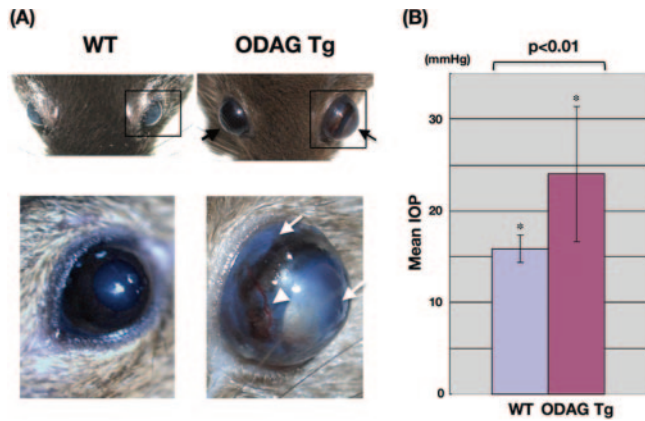 (A)
WT
ODAG Tg
(B)
(mmHg)
p<0.01
*
*
Mean IOP
30
20
10
0
WT ODAG Tg